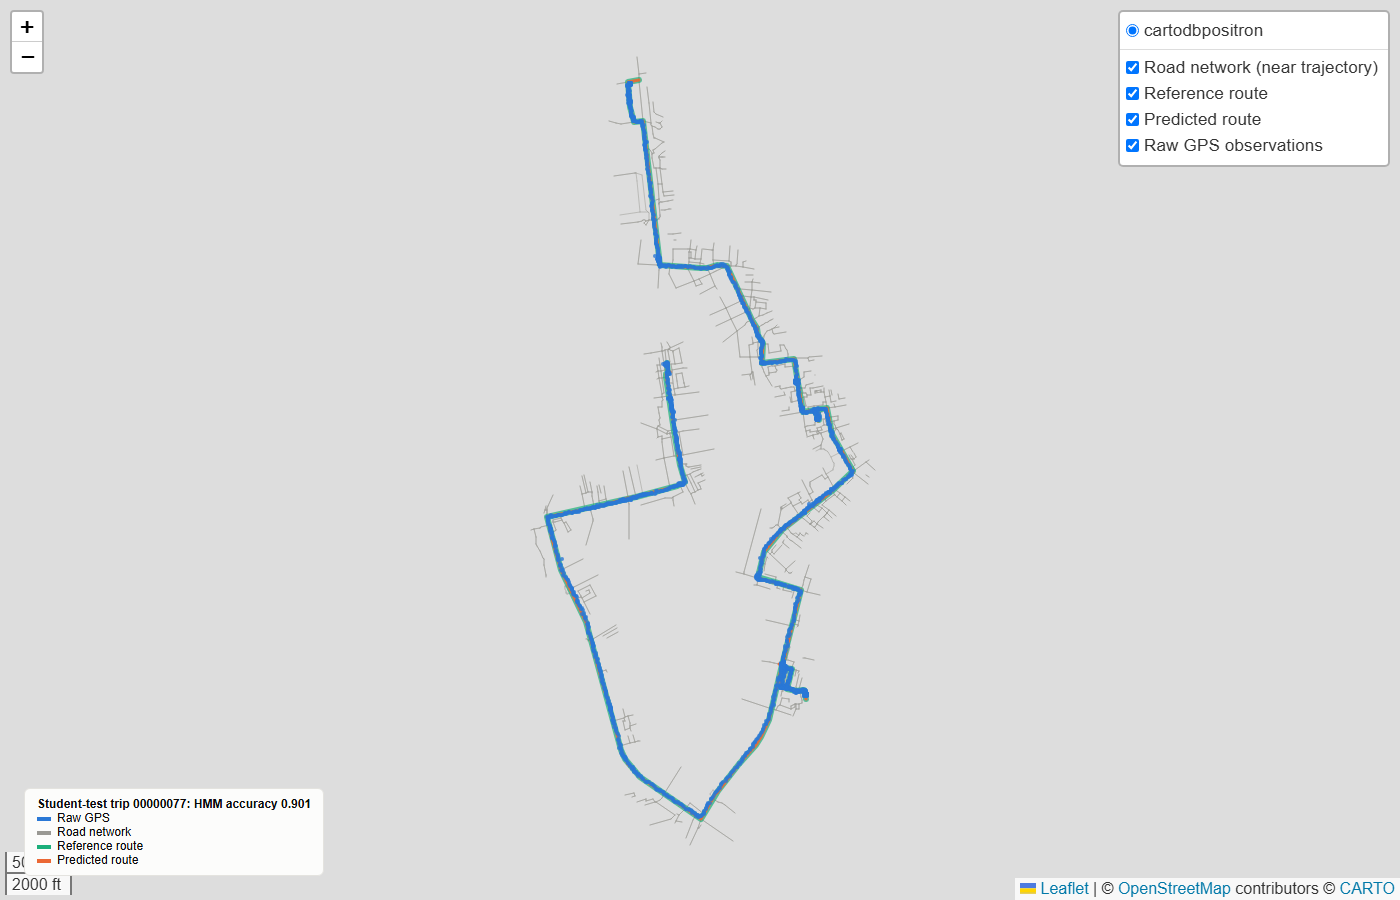 +
−
cartodbpositron
Road network (near trajectory)
Reference route
Predicted route
Raw GPS observations
Student-test trip 00000077: HMM accuracy 0.901
Raw GPS
Road network
Reference route
Predicted route
2000 ft
Leaflet | © OpenStreetMap contributors © CARTO